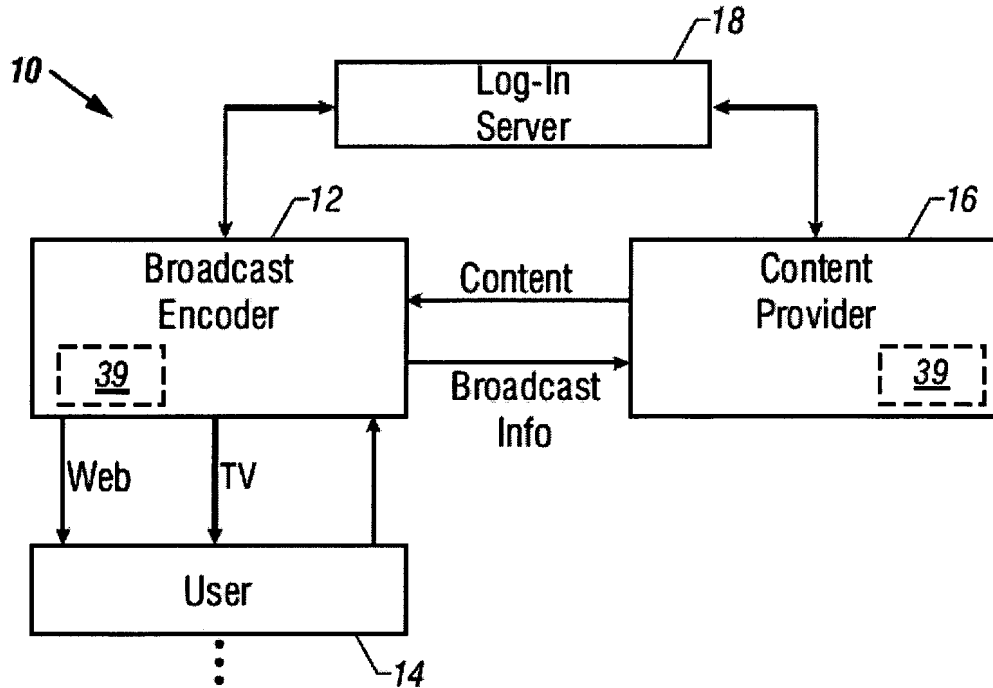 18
10
Log-In
Server
12
16
Broadcast
Encoder
Content
Content
Provider
39
39
Broadcast
Info
Web
TV
User
14